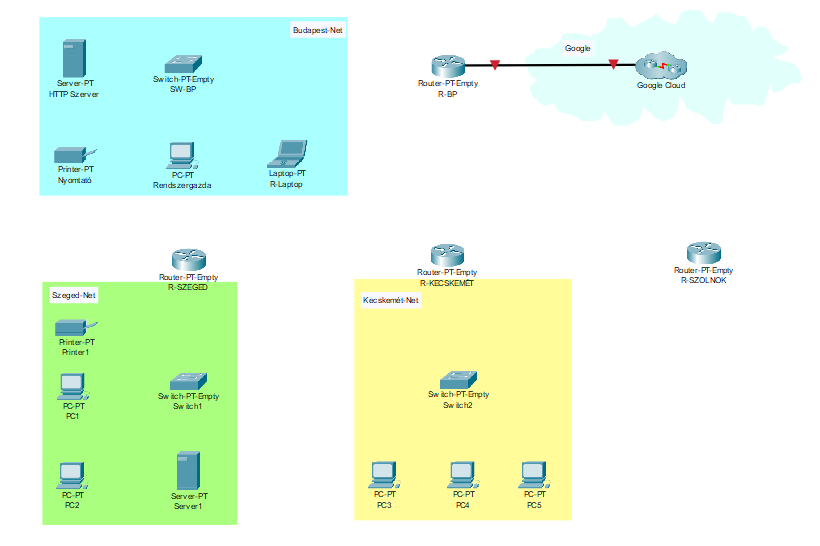 Budapest-Net
Server-PT
HTTP Szerver
Switch-PT-Empty
SW-BP
Printer-PT
Nyomtató
PC-PT
Rendszergazda
Laptop-PT
R-Laptop
Google
Router-PT-Empty
R-BP
Google Cloud
Router-PT-Empty
R-SZEGED
Router-PT-Empty
R-KECSKEMÉT
Router-PT-Empty
R-SZOLNOK
Szeged-Net
Printer-PT
Printer1
PC-PT
PC1
Switch-PT-Empty
Switch1
PC-PT
PC2
Server-PT
Server1
Kecskemét-Net
Switch-PT-Empty
Switch2
PC-PT
PC3
PC-PT
PC4
PC-PT
PC5